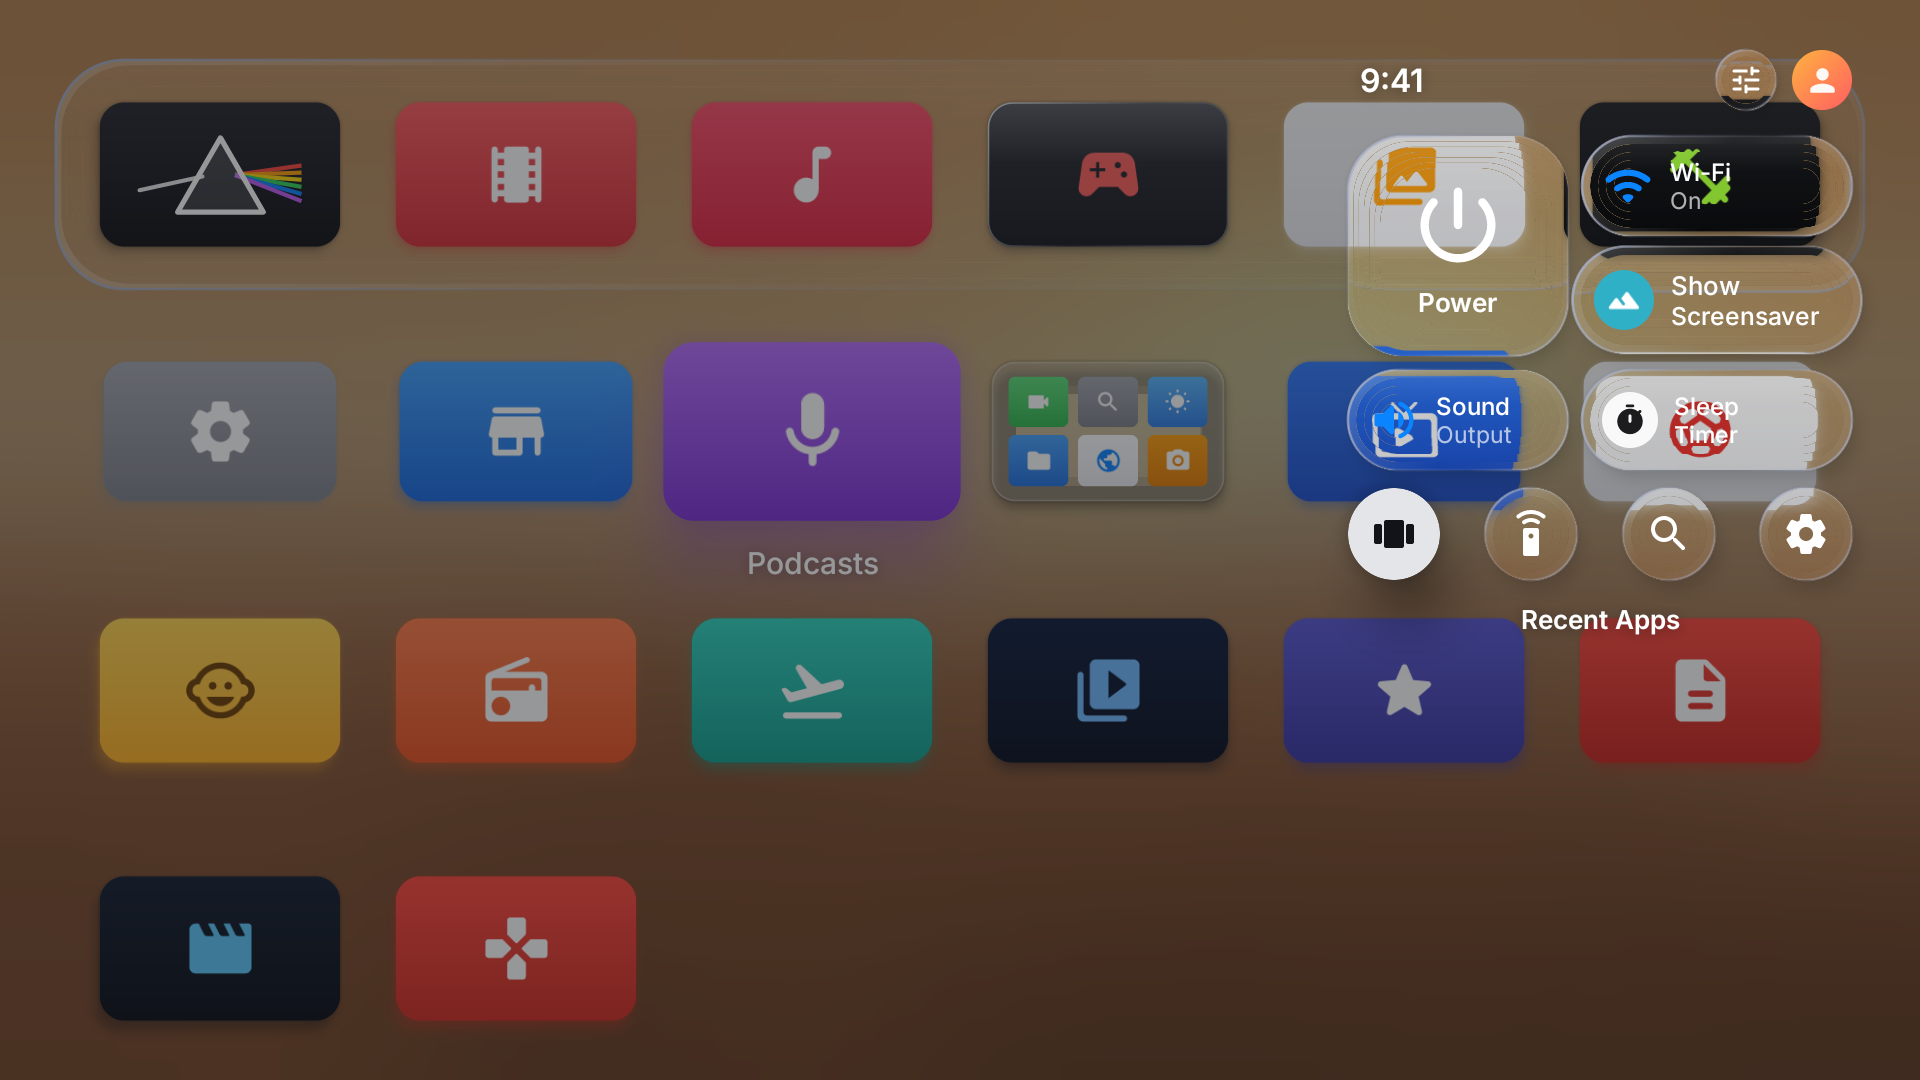 9:41
Wi-Fi
On
Power
Show
Screensaver
Sound
Output
Sleep
Timer
Podcasts
Recent Apps